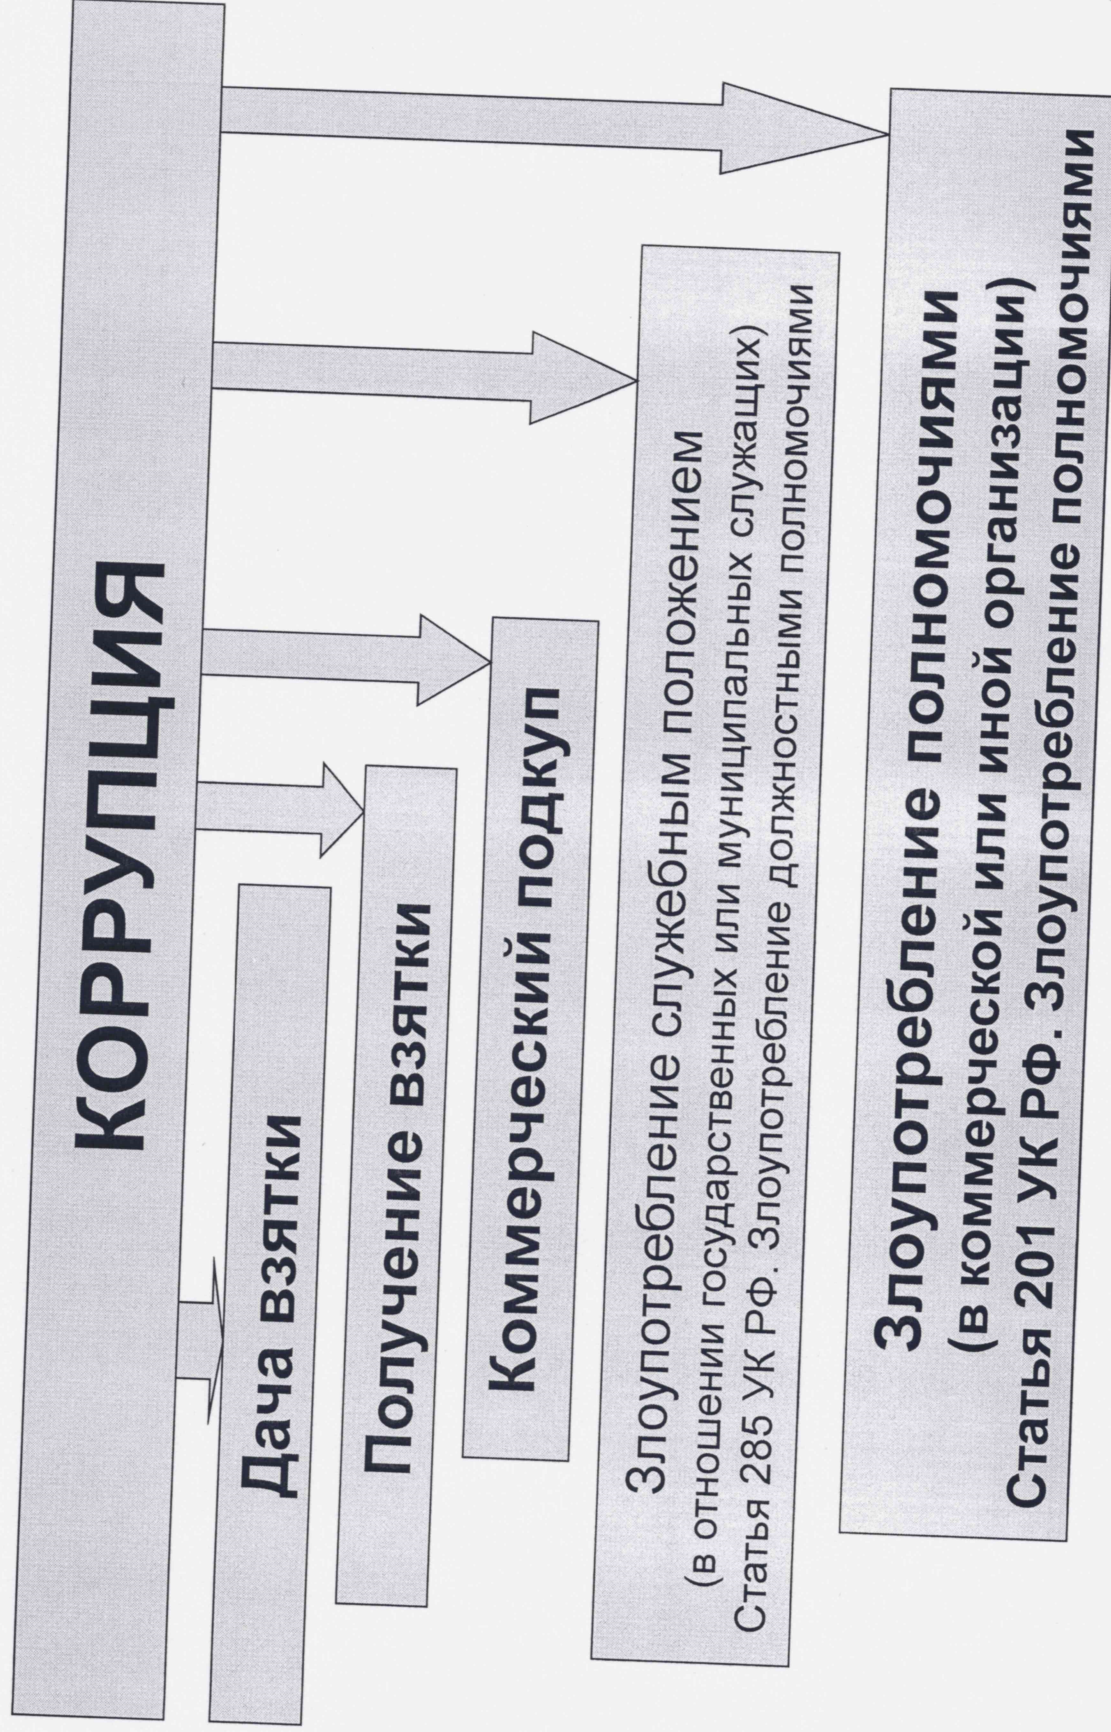 КОРРУПЦИЯ
Дача взятки
Получение взятки
Коммерческий подкуп
Злоупотребление служебным положением
(в отношении государственных или муниципальных служащих)
Статья 285 УК РФ. Злоупотребление должностными полномочиями
Злоупотребление полномочиями
(в коммерческой или иной организации)
Статья 201 УК РФ. Злоупотребление полномочиями